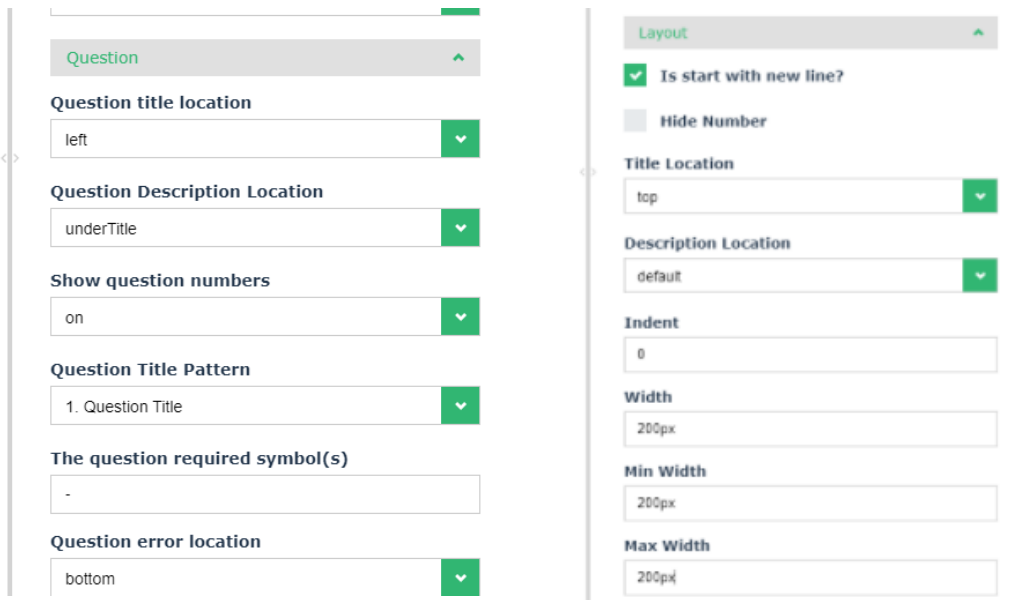 Question
Question title location
left
Question Description Location
underTitle
Show question numbers
on
Question Title Pattern
1. Question Title
The question required symbol(s)
-
Question error location
bottom
Layout
Is start with new line?
Hide Number
Title Location
top
Description Location
default
Indent
0
Width
200px
Min Width
200px
Max Width
200px